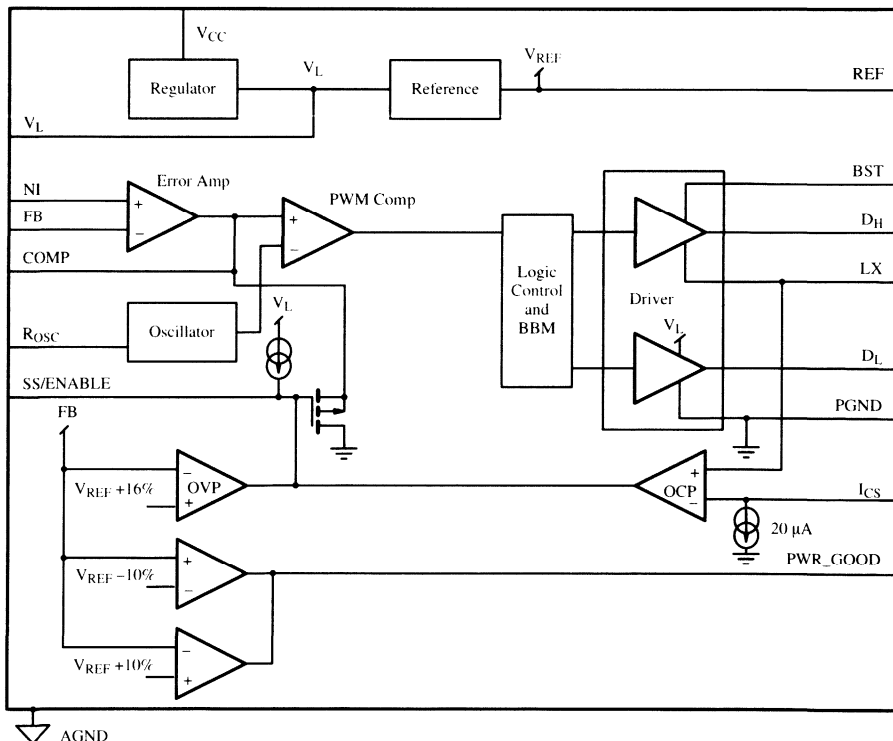 V_CC
V_L
V_REF
REF
Regulator
Reference
V_L
Error Amp
PWM Comp
NI
+
+
BST
FB
−
−
D_H
COMP
LX
Logic
Control
and
BBM
Driver
V_L
V_L
R_OSC
Oscillator
D_L
SS/ENABLE
PGND
FB
−
OVP
+
V_REF +16%
+
OCP
−
I_CS
20 µA
+
V_REF −10%
−
PWR_GOOD
−
V_REF +10%
+
AGND